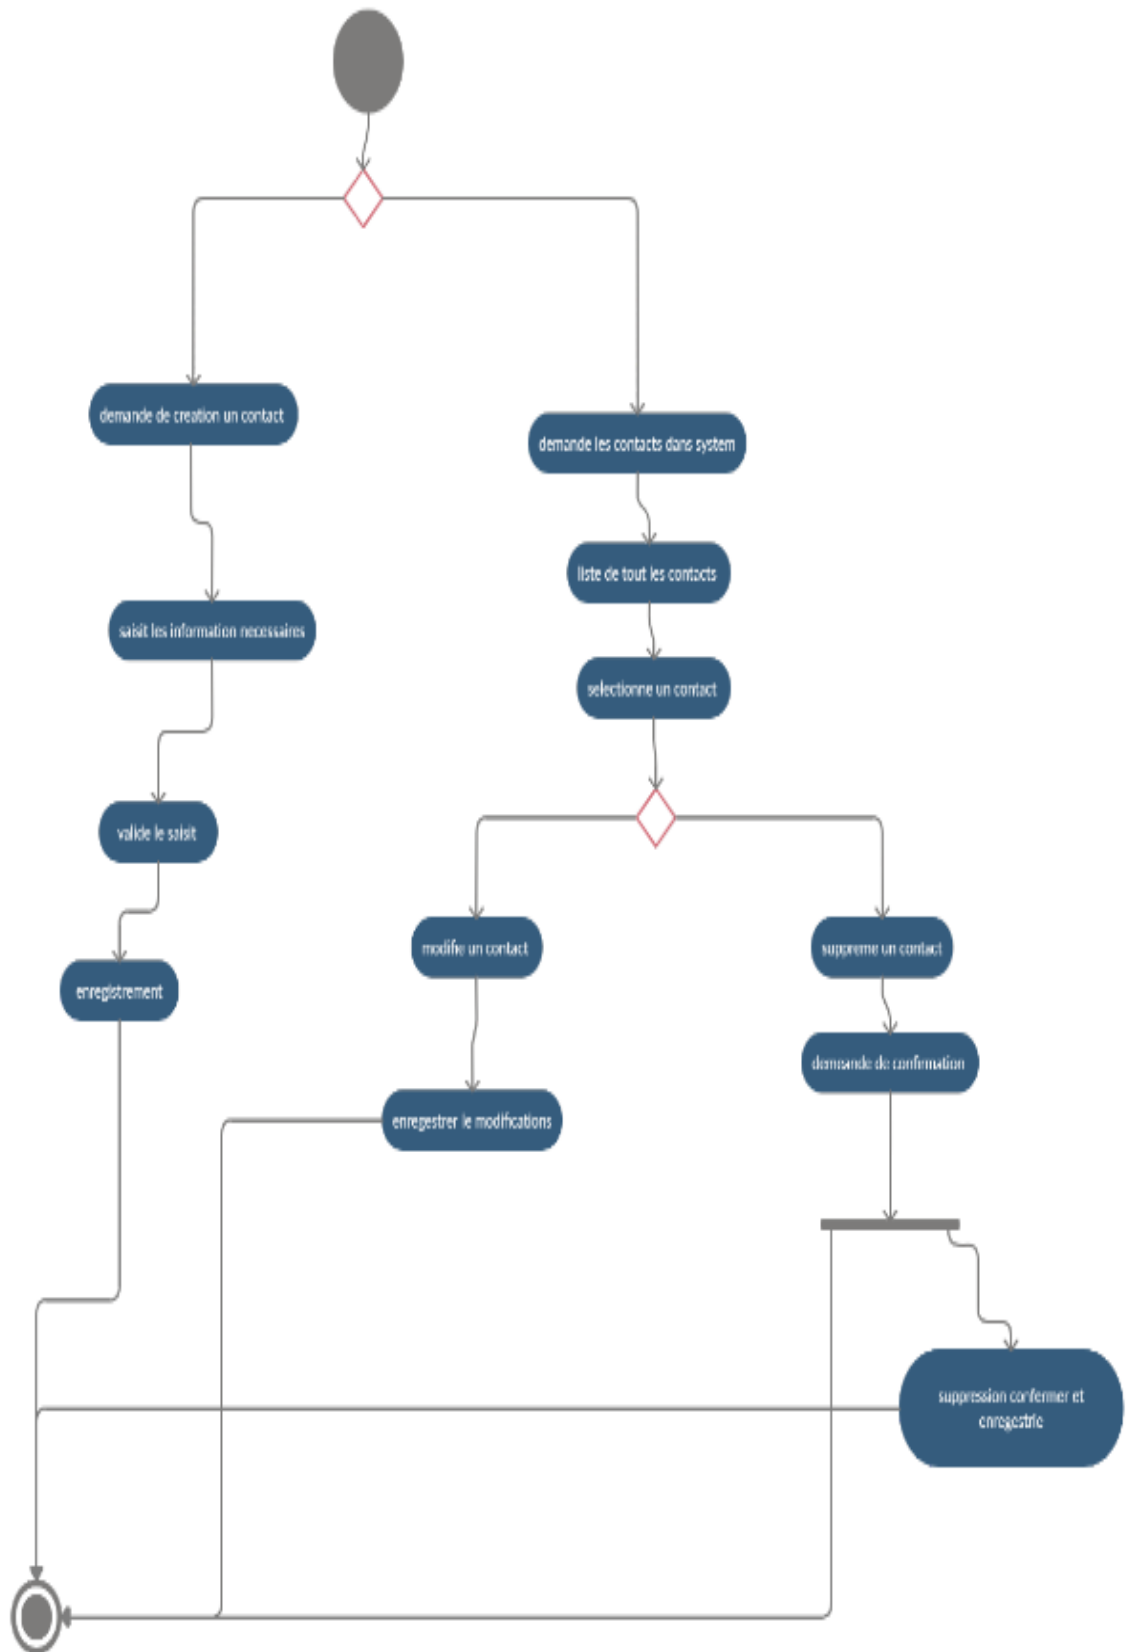 demande de creation un contact
demande les contacts dans system
liste de tout les contacts
saisit les information necessaires
selectionne un contact
valide le saisit
modifie un contact
suppreme un contact
enregistrement
demeande de confirmation
enregestrer le modifications
suppression confermer et
enregestrie